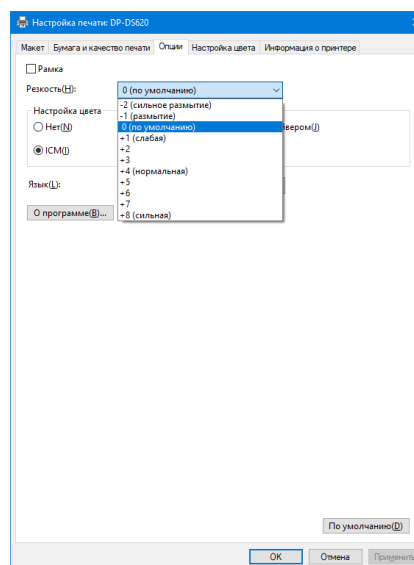 Настройка печати: DP-DS620
Макет Бумага и качество печати Опции Настройка цвета Информация о принтере
Рамка
Резкость(Н): 0 (по умолчанию)
-2 (сильное размытие)
-1 (размытие)
0 (по умолчанию)
+1 (слабая)
+2
+3
+4 (нормальная)
+5
+6
+7
+8 (сильная)
Настройка цвета
Нет(N)
ICM(I)
Язык(L):
О программе(B)...
По умолчанию(D)
OK Отмена Применить